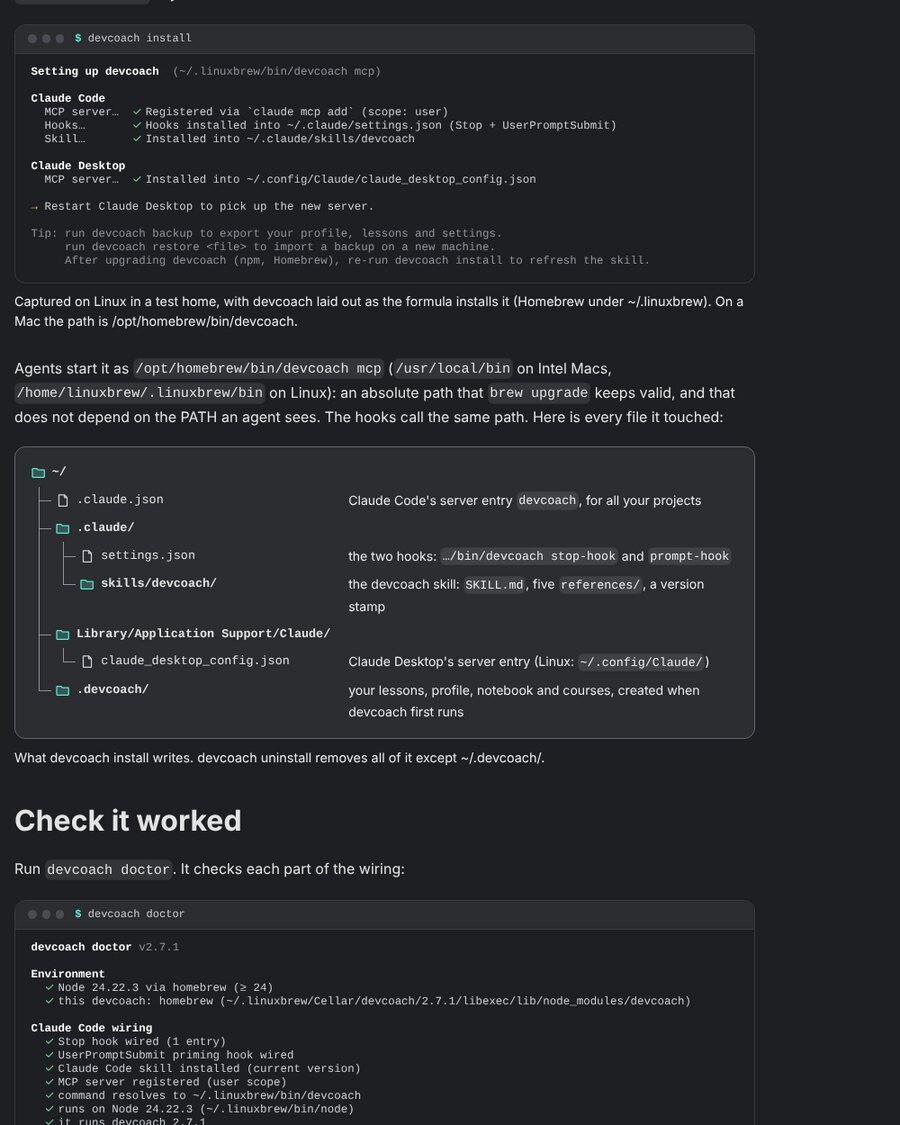 $ devcoach install
Setting up devcoach (~/.linuxbrew/bin/devcoach mcp)
Claude Code
MCP server… ✓ Registered via `claude mcp add` (scope: user)
Hooks… ✓ Hooks installed into ~/.claude/settings.json (Stop + UserPromptSubmit)
Skill… ✓ Installed into ~/.claude/skills/devcoach
Claude Desktop
MCP server… ✓ Installed into ~/.config/Claude/claude_desktop_config.json
→ Restart Claude Desktop to pick up the new server.
Tip: run devcoach backup to export your profile, lessons and settings.
run devcoach restore <file> to import a backup on a new machine.
After upgrading devcoach (npm, Homebrew), re-run devcoach install to refresh the skill.
Captured on Linux in a test home, with devcoach laid out as the formula installs it (Homebrew under ~/.linuxbrew). On a
Mac the path is /opt/homebrew/bin/devcoach.
Agents start it as /opt/homebrew/bin/devcoach mcp (/usr/local/bin on Intel Macs,
/home/linuxbrew/.linuxbrew/bin on Linux): an absolute path that brew upgrade keeps valid, and that
does not depend on the PATH an agent sees. The hooks call the same path. Here is every file it touched:
~/
.claude.json Claude Code's server entry devcoach, for all your projects
.claude/
settings.json the two hooks: …/bin/devcoach stop-hook and prompt-hook
skills/devcoach/ the devcoach skill: SKILL.md, five references/, a version
stamp
Library/Application Support/Claude/
claude_desktop_config.json Claude Desktop's server entry (Linux: ~/.config/Claude/)
.devcoach/ your lessons, profile, notebook and courses, created when
devcoach first runs
What devcoach install writes. devcoach uninstall removes all of it except ~/.devcoach/.
Check it worked
Run devcoach doctor. It checks each part of the wiring:
$ devcoach doctor
devcoach doctor v2.7.1
Environment
✓ Node 24.22.3 via homebrew (≥ 24)
✓ this devcoach: homebrew (~/.linuxbrew/Cellar/devcoach/2.7.1/libexec/lib/node_modules/devcoach)
Claude Code wiring
✓ Stop hook wired (1 entry)
✓ UserPromptSubmit priming hook wired
✓ Claude Code skill installed (current version)
✓ MCP server registered (user scope)
✓ command resolves to ~/.linuxbrew/bin/devcoach
✓ runs on Node 24.22.3 (~/.linuxbrew/bin/node)
✓ it runs devcoach 2.7.1